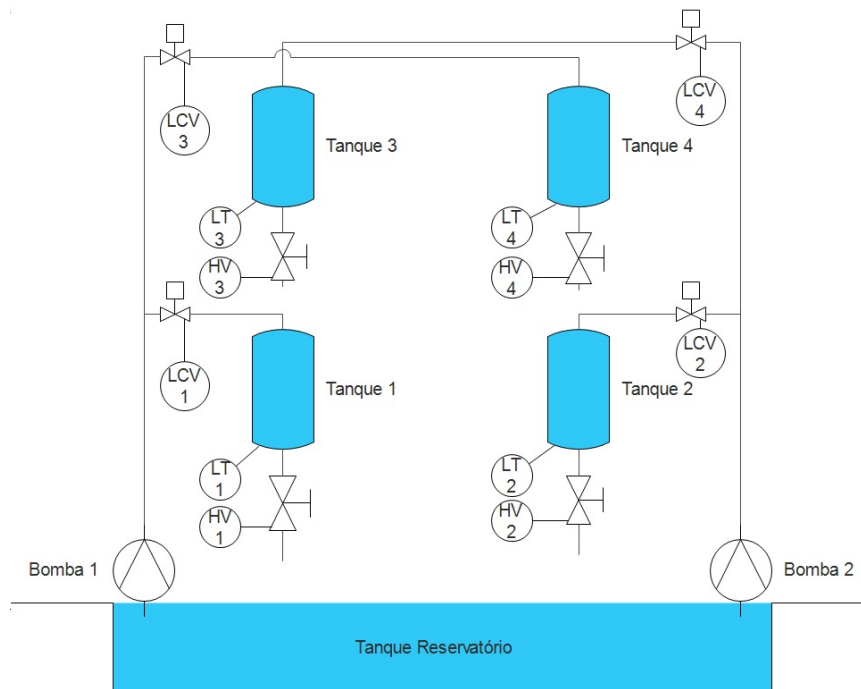 LCV
3
LCV
4
Tanque 3
Tanque 4
LT
3
LT
4
HV
3
HV
4
LCV
1
LCV
2
Tanque 1
Tanque 2
LT
1
LT
2
HV
1
HV
2
Bomba 1
Bomba 2
Tanque Reservatório